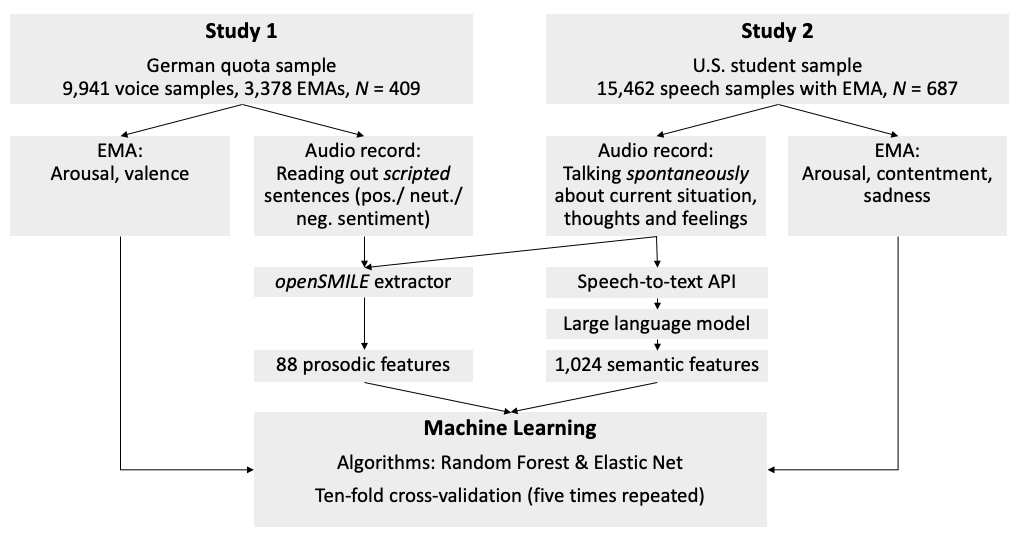 Study 1
German quota sample
9,941 voice samples, 3,378 EMAs, N = 409
Study 2
U.S. student sample
15,462 speech samples with EMA, N = 687
EMA:
Arousal, valence
Audio record:
Reading out scripted
sentences (pos./ neut./
neg. sentiment)
Audio record:
Talking spontaneously
about current situation,
thoughts and feelings
EMA:
Arousal, contentment,
sadness
openSMILE extractor
Speech-to-text API
Large language model
88 prosodic features
1,024 semantic features
Machine Learning
Algorithms: Random Forest & Elastic Net
Ten-fold cross-validation (five times repeated)